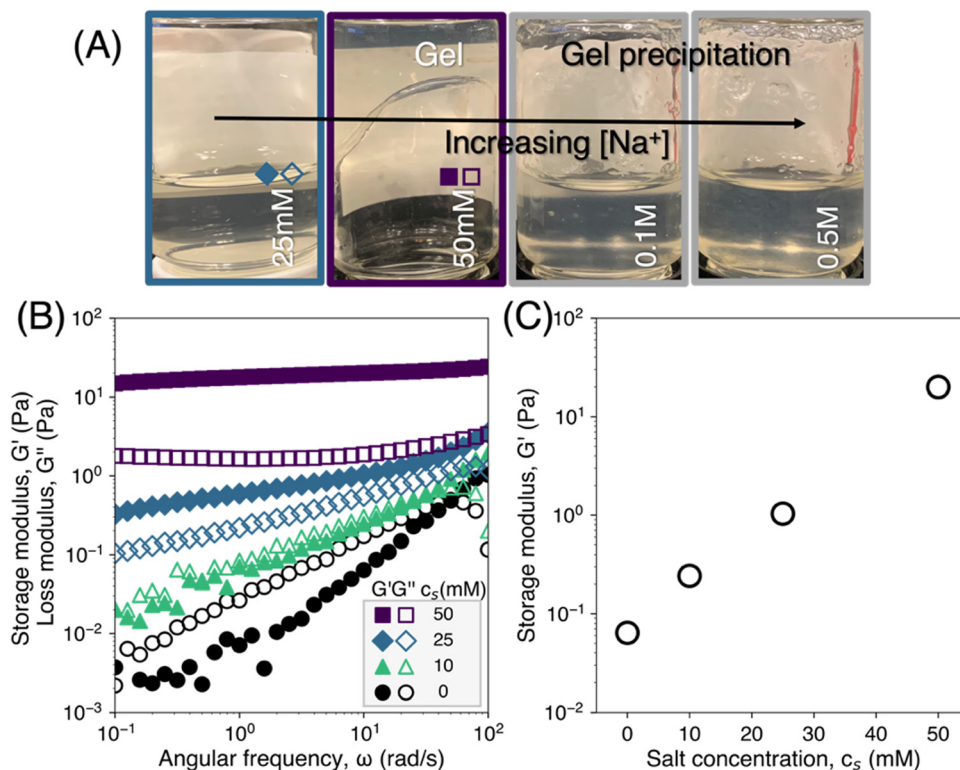 (A)
Gel
Gel precipitation
Increasing [Na⁺]
25mM
50mM
0.1M
0.5M
(B)
Storage modulus, G' (Pa)
Loss modulus, G" (Pa)
10²
10¹
10⁰
10⁻¹
10⁻²
10⁻³
G'G" cₛ(mM)
50
25
10
0
10⁻¹ 10⁰ 10¹ 10²
Angular frequency, ω (rad/s)
(C)
Storage modulus, G' (Pa)
10²
10¹
10⁰
10⁻¹
10⁻²
0 10 20 30 40 50
Salt concentration, cₛ (mM)